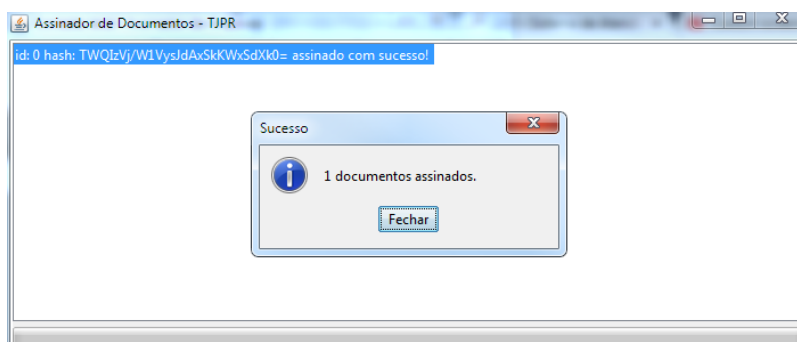 Assinador de Documentos - TJPR
id: 0 hash: TWQIzVj/W1VysJdAxSkKWxSdXk0= assinado com sucesso!
Sucesso
1 documentos assinados.
Fechar